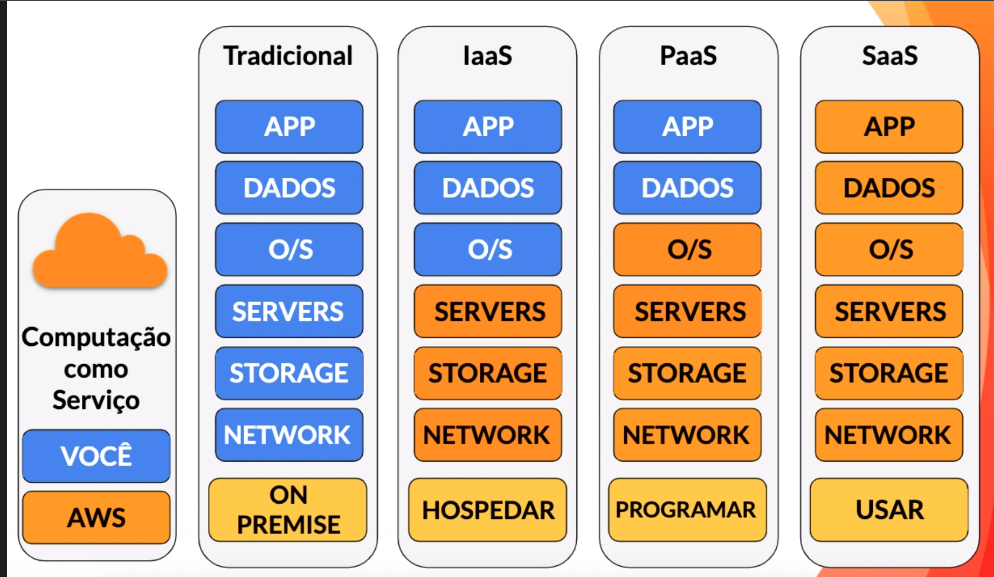 Computação
como
Serviço
VOCÊ
AWS
Tradicional
APP
DADOS
O/S
SERVERS
STORAGE
NETWORK
ON
PREMISE
IaaS
APP
DADOS
O/S
SERVERS
STORAGE
NETWORK
HOSPEDAR
PaaS
APP
DADOS
O/S
SERVERS
STORAGE
NETWORK
PROGRAMAR
SaaS
APP
DADOS
O/S
SERVERS
STORAGE
NETWORK
USAR